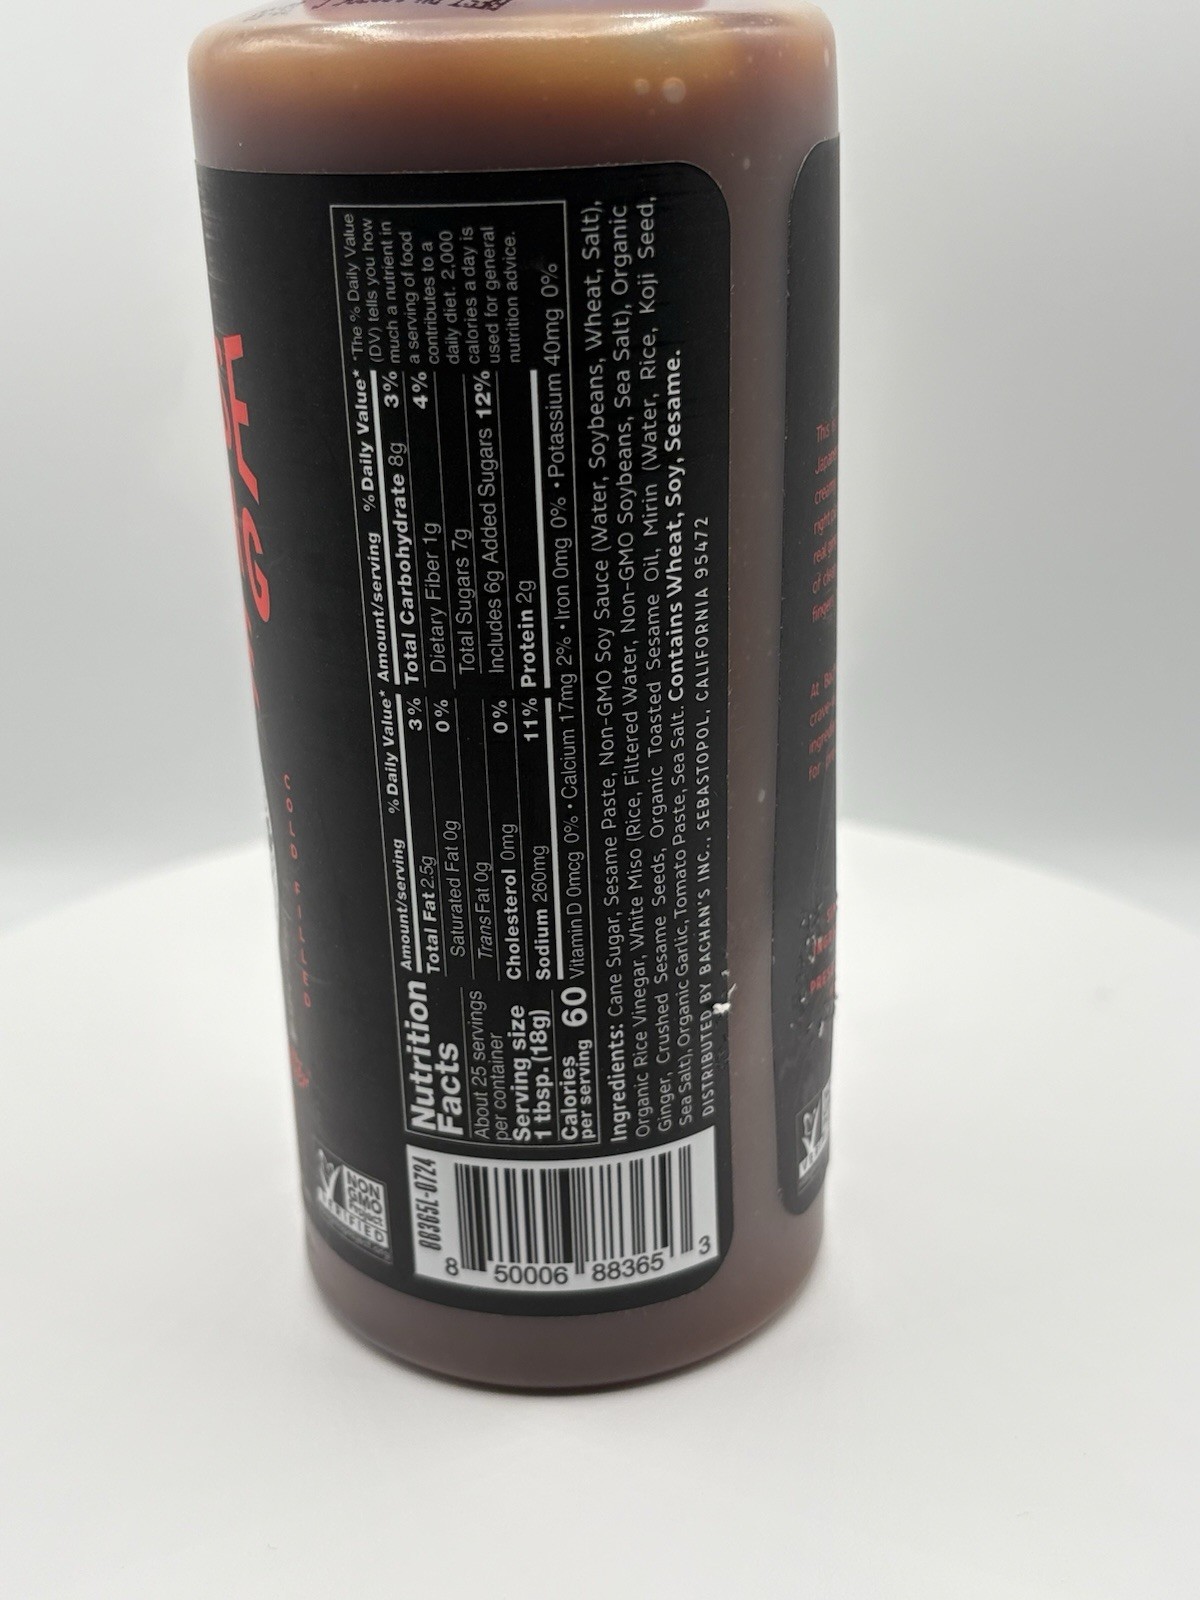 Nutrition
Facts
About 25 servings
per container
Serving size
1 tbsp. (18g)
Calories
per serving 60
Amount/serving % Daily Value*
Total Fat 2.5g 3%
Saturated Fat 0g 0%
Trans Fat 0g
Cholesterol 0mg 0%
Sodium 260mg 11%
Amount/serving % Daily Value*
Total Carbohydrate 8g 3%
Dietary Fiber 1g 4%
Total Sugars 7g
Includes 6g Added Sugars 12%
Protein 2g
*The % Daily Value
(DV) tells you how
much a nutrient in
a serving of food
contributes to a
daily diet. 2,000
calories a day is
used for general
nutrition advice.
Vitamin D 0mcg 0% • Calcium 17mg 2% • Iron 0mg 0% • Potassium 40mg 0%
Ingredients: Cane Sugar, Sesame Paste, Non-GMO Soy Sauce (Water, Soybeans, Wheat, Salt),
Organic Rice Vinegar, White Miso (Rice, Filtered Water, Non-GMO Soybeans, Sea Salt), Organic
Ginger, Crushed Sesame Seeds, Organic Toasted Sesame Oil, Mirin (Water, Rice, Koji Seed,
Sea Salt), Organic Garlic, Tomato Paste, Sea Salt. Contains Wheat, Soy, Sesame.
DISTRIBUTED BY BACHAN'S INC., SEBASTOPOL, CALIFORNIA 95472
88365L-0724
8 50006 88365 3
NON
GMO
Project
VERIFIED
This